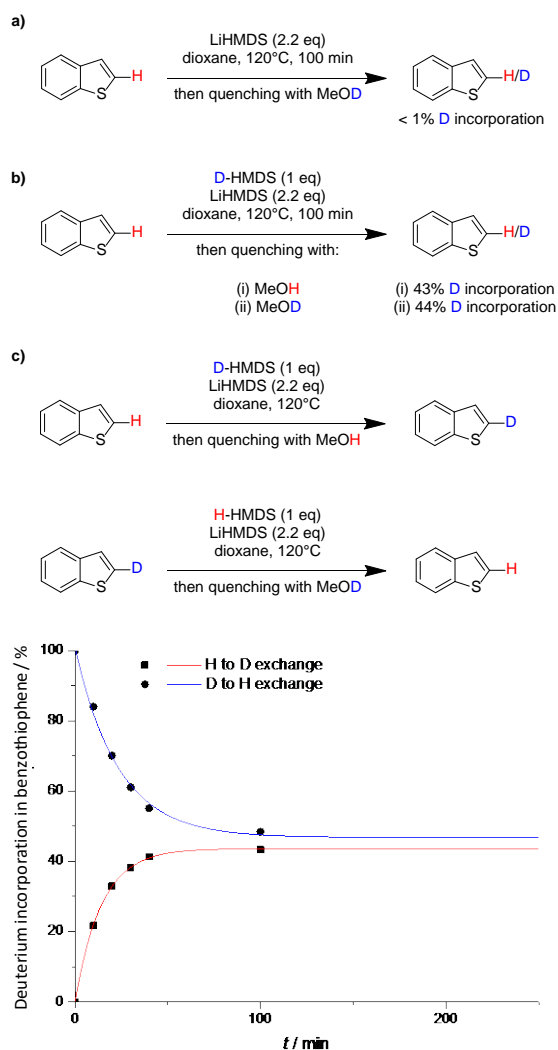 a)
LiHMDS (2.2 eq)
dioxane, 120°C, 100 min
H
S
then quenching with MeOD
H/D
S
< 1% D incorporation
b)
D-HMDS (1 eq)
LiHMDS (2.2 eq)
dioxane, 120°C, 100 min
H
S
then quenching with:
H/D
S
(i) MeOH
(ii) MeOD
(i) 43% D incorporation
(ii) 44% D incorporation
c)
D-HMDS (1 eq)
LiHMDS (2.2 eq)
dioxane, 120°C
H
S
then quenching with MeOH
D
S
H-HMDS (1 eq)
LiHMDS (2.2 eq)
dioxane, 120°C
D
S
then quenching with MeOD
H
S
Deuterium incorporation in benzothiophene / %
100
80
60
40
20
0
H to D exchange
D to H exchange
0
100
200
t / min